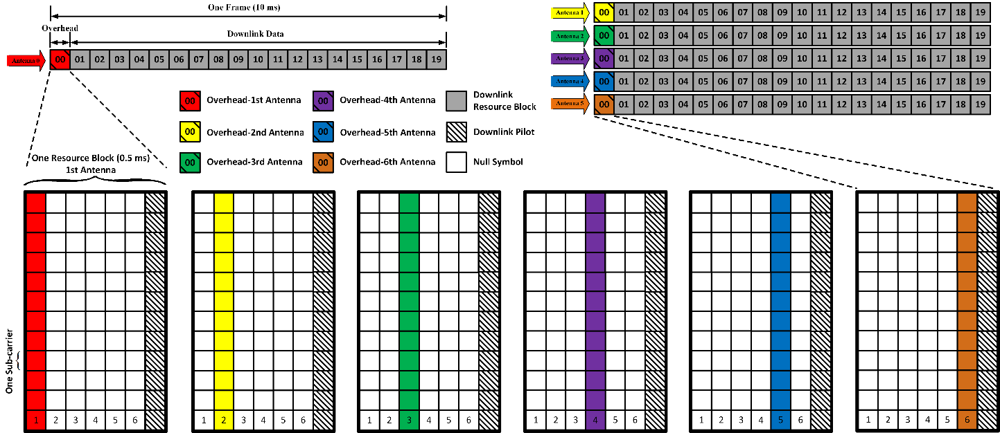 One Frame (10 ms)
Overhead
Downlink Data
Antenna 0
00 01 02 03 04 05 06 07 08 09 10 11 12 13 14 15 16 17 18 19
Antenna 1
00 01 02 03 04 05 06 07 08 09 10 11 12 13 14 15 16 17 18 19
Antenna 2
00 01 02 03 04 05 06 07 08 09 10 11 12 13 14 15 16 17 18 19
Antenna 3
00 01 02 03 04 05 06 07 08 09 10 11 12 13 14 15 16 17 18 19
Antenna 4
00 01 02 03 04 05 06 07 08 09 10 11 12 13 14 15 16 17 18 19
Antenna 5
00 01 02 03 04 05 06 07 08 09 10 11 12 13 14 15 16 17 18 19
00 Overhead-1st Antenna
00 Overhead-4th Antenna
Downlink
Resource Block
00 Overhead-2nd Antenna
00 Overhead-5th Antenna
Downlink Pilot
00 Overhead-3rd Antenna
00 Overhead-6th Antenna
Null Symbol
One Resource Block (0.5 ms)
1st Antenna
One Sub-carrier
1 2 3 4 5 6
1 2 3 4 5 6
1 2 3 4 5 6
1 2 3 4 5 6
1 2 3 4 5 6
1 2 3 4 5 6